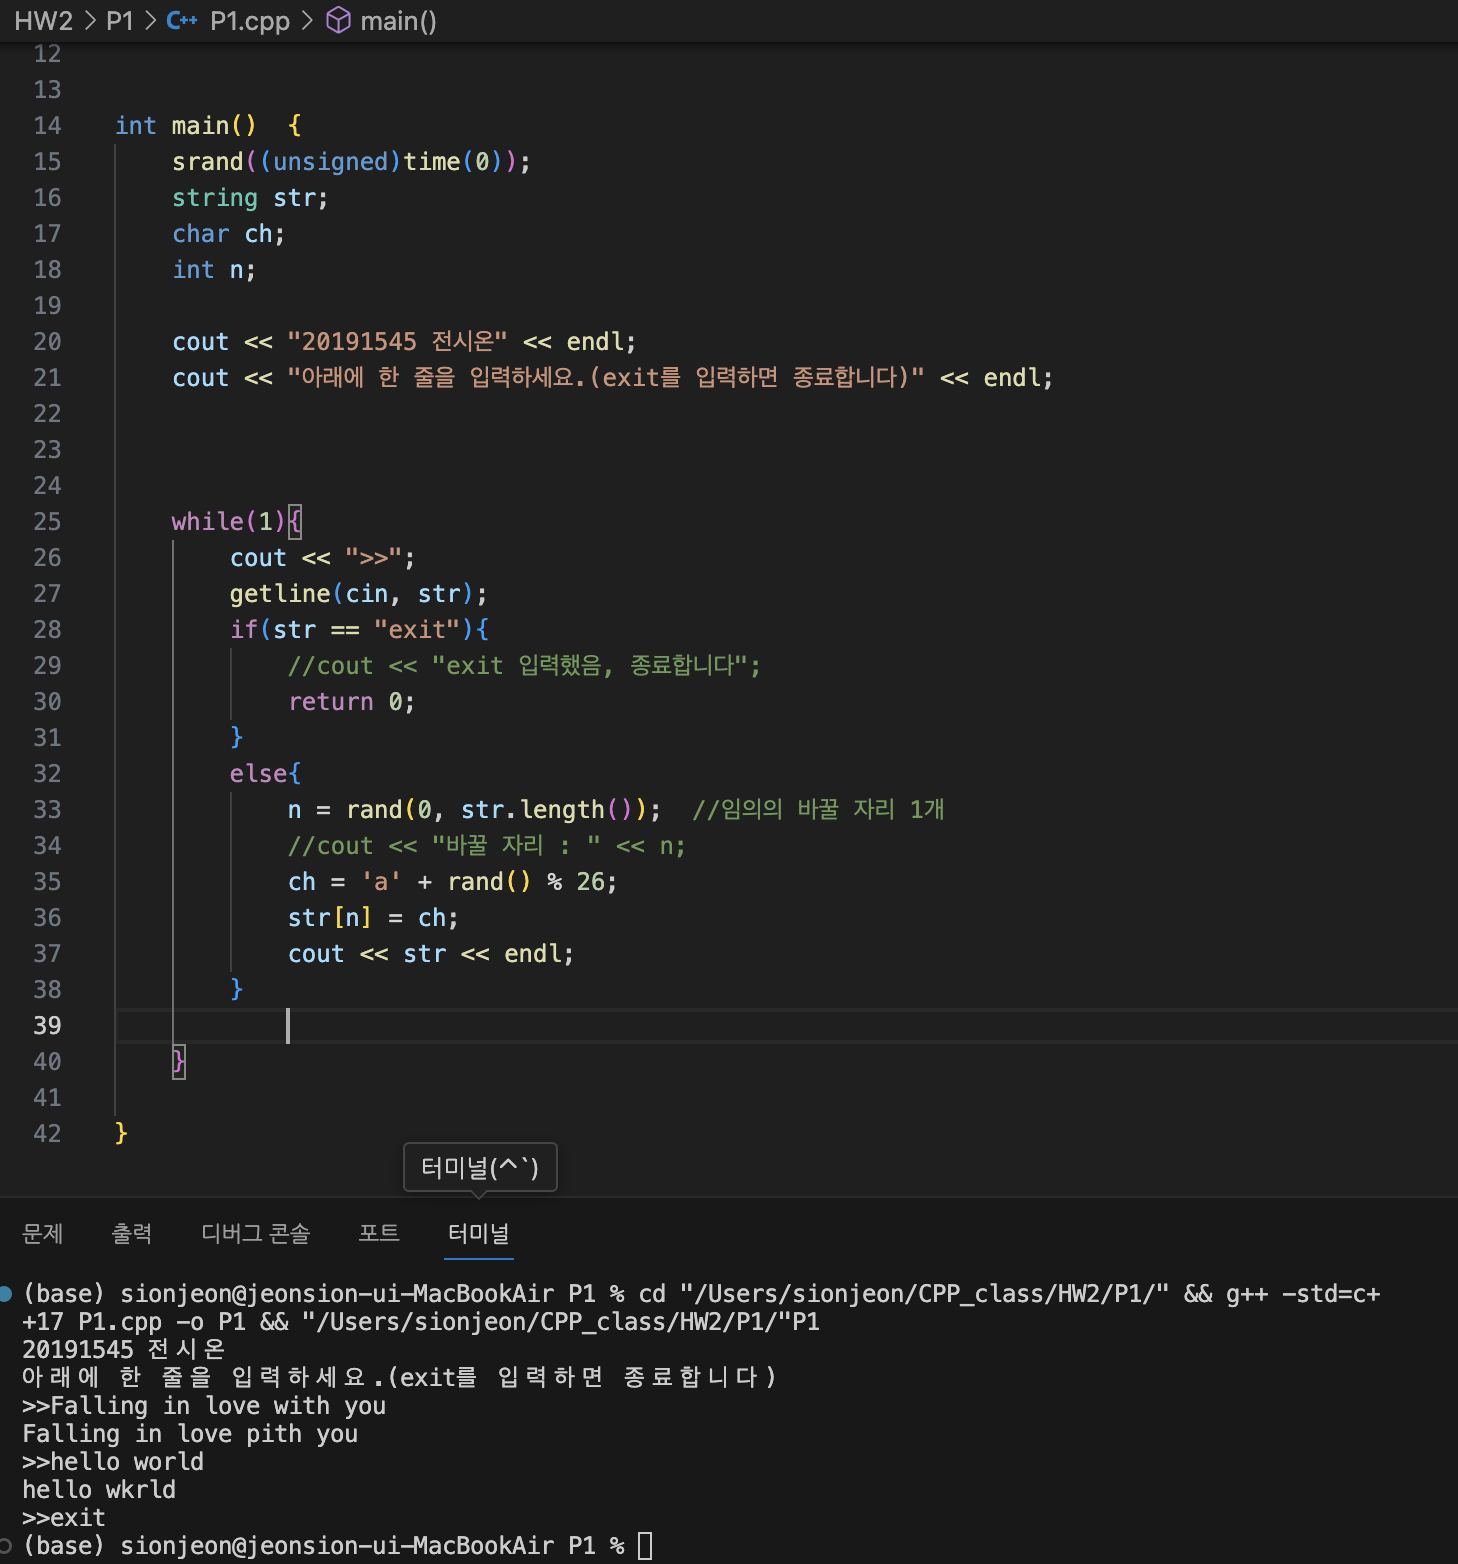 HW2 > P1 > C++ P1.cpp > main()
12
13
14 int main()  {
15     srand((unsigned)time(0));
16     string str;
17     char ch;
18     int n;
19
20     cout << "20191545 전시온" << endl;
21     cout << "아래에 한 줄을 입력하세요.(exit를 입력하면 종료합니다)" << endl;
22
23
24
25     while(1){
26         cout << ">>";
27         getline(cin, str);
28         if(str == "exit"){
29             //cout << "exit 입력했음, 종료합니다";
30             return 0;
31         }
32         else{
33             n = rand(0, str.length());  //임의의 바꿀 자리 1개
34             //cout << "바꿀 자리 : " << n;
35             ch = 'a' + rand() % 26;
36             str[n] = ch;
37             cout << str << endl;
38         }
39
40     }
41
42 }
터미널(^`)
문제 출력 디버그 콘솔 포트 터미널
(base) sionjeon@jeonsion-ui-MacBookAir P1 % cd "/Users/sionjeon/CPP_class/HW2/P1/" && g++ -std=c+
+17 P1.cpp -o P1 && "/Users/sionjeon/CPP_class/HW2/P1/"P1
20191545 전시온
아래에 한 줄을 입력하세요.(exit를 입력하면 종료합니다)
>>Falling in love with you
Falling in love pith you
>>hello world
hello wkrld
>>exit
(base) sionjeon@jeonsion-ui-MacBookAir P1 %